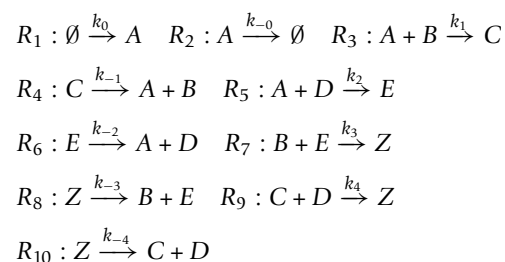 R₁ : Ø →(k₀) A R₂ : A →(k₋₀) Ø R₃ : A + B →(k₁) C
R₄ : C →(k₋₁) A + B R₅ : A + D →(k₂) E
R₆ : E →(k₋₂) A + D R₇ : B + E →(k₃) Z
R₈ : Z →(k₋₃) B + E R₉ : C + D →(k₄) Z
R₁₀ : Z →(k₋₄) C + D